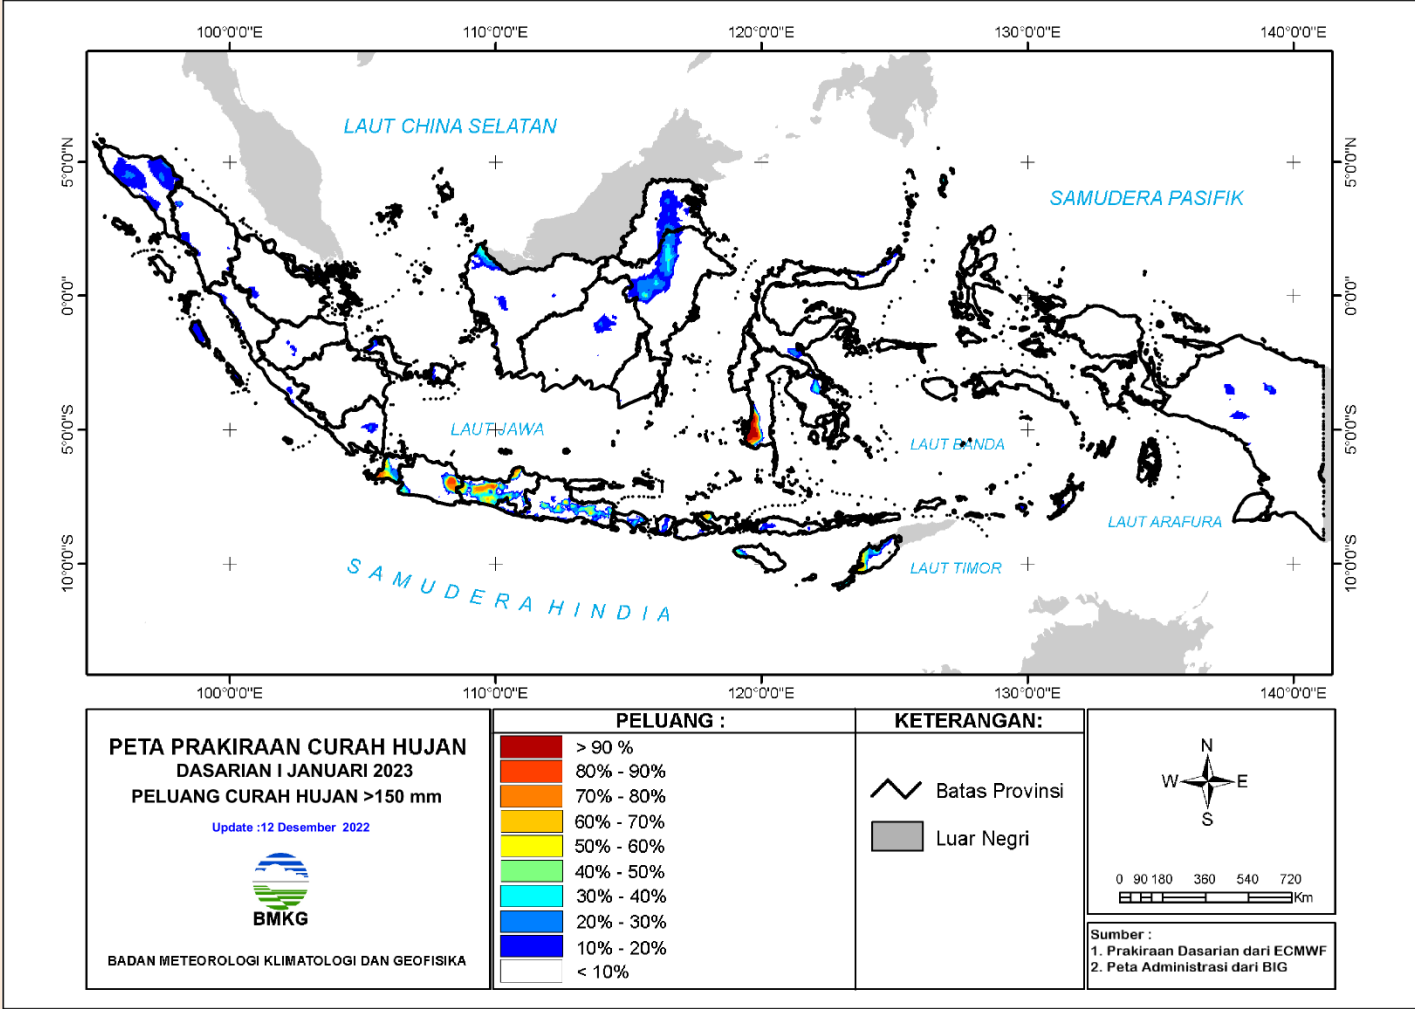 100°0'0"E 110°0'0"E 120°0'0"E 130°0'0"E 140°0'0"E
LAUT CHINA SELATAN
5°0'0"N 5°0'0"N
SAMUDERA PASIFIK
0°0'0" 0°0'0"
5°0'0"S LAUT JAWA LAUT BANDA 5°0'0"S
LAUT ARAFURA
10°0'0"S LAUT TIMOR 10°0'0"S
SAMUDERA HINDIA
100°0'0"E 110°0'0"E 120°0'0"E 130°0'0"E 140°0'0"E
PETA PRAKIRAAN CURAH HUJAN
DASARIAN I JANUARI 2023
PELUANG CURAH HUJAN >150 mm
Update :12 Desember 2022
BMKG
BADAN METEOROLOGI KLIMATOLOGI DAN GEOFISIKA
PELUANG :
> 90 %
80% - 90%
70% - 80%
60% - 70%
50% - 60%
40% - 50%
30% - 40%
20% - 30%
10% - 20%
< 10%
KETERANGAN:
Batas Provinsi
Luar Negri
N
W E
S
0 90 180 360 540 720
Km
Sumber :
1. Prakiraan Dasarian dari ECMWF
2. Peta Administrasi dari BIG